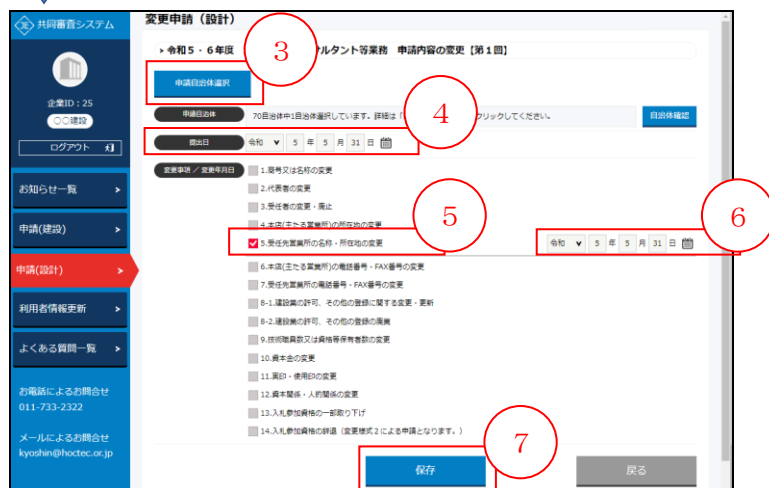 共同審査システム
変更申請（設計）
令和5・6年度
ルタント等業務 申請内容の変更【第1回】
3
申請自治体選択
企業ID：25
〇〇建設
ログアウト
申請自治体
70自治体中1自治体選択しています。詳細は「
クリックしてください。
自治体確認
4
提出日
令和 5 年 5 月 31 日
変更事項 / 変更年月日
1.商号又は名称の変更
2.代表者の変更
3.受任者の変更・廃止
4.本店(主たる営業所)の所在地の変更
5.受任先営業所の名称・所在地の変更
5
令和 5 年 5 月 31 日
6
6.本店(主たる営業所)の電話番号・FAX番号の変更
7.受任先営業所の電話番号・FAX番号の変更
8-1.建設業の許可、その他の登録に関する変更・更新
8-2.建設業の許可、その他の登録の廃業
9.技術職員数又は資格等保有者数の変更
10.資本金の変更
11.実印・使用印の変更
12.資本関係・人的関係の変更
13.入札参加資格の一部取り下げ
14.入札参加資格の辞退（変更様式2による申請となります。）
7
保存
戻る
お知らせ一覧
申請(建設)
申請(設計)
利用者情報更新
よくある質問一覧
お電話によるお問合せ
011-733-2322
メールによるお問合せ
kyoshin@hoctec.or.jp